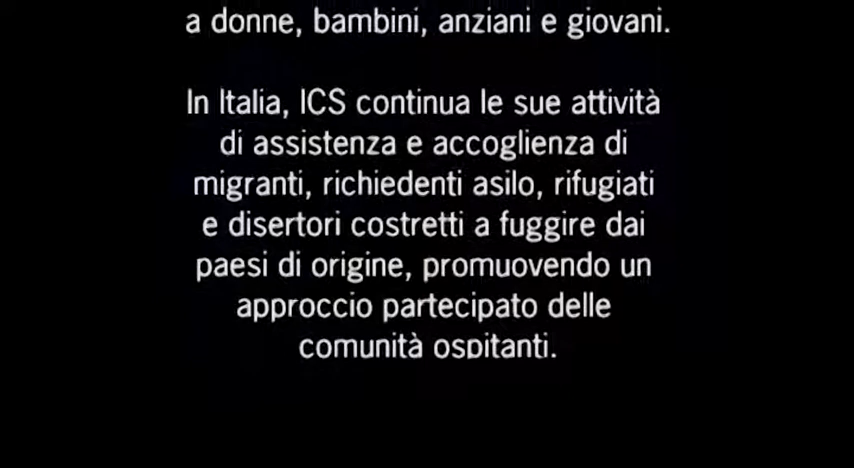 a donne, bambini, anziani e giovani.
In Italia, ICS continua le sue attività
di assistenza e accoglienza di
migranti, richiedenti asilo, rifugiati
e disertori costretti a fuggire dai
paesi di origine, promuovendo un
approccio partecipato delle
comunità ospitanti.